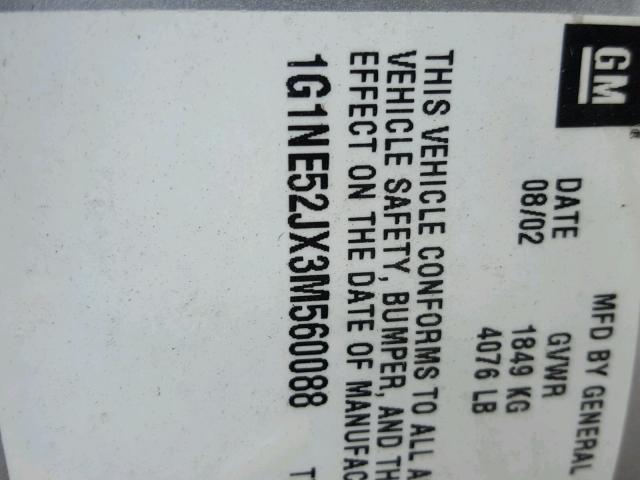 GM
MFD BY GENERAL
DATE GVWR
08/02 1849 KG
4076 LB
THIS VEHICLE CONFORMS TO ALL A
VEHICLE SAFETY, BUMPER, AND TH
EFFECT ON THE DATE OF MANUFAC
1G1NE52JX3M560088 T